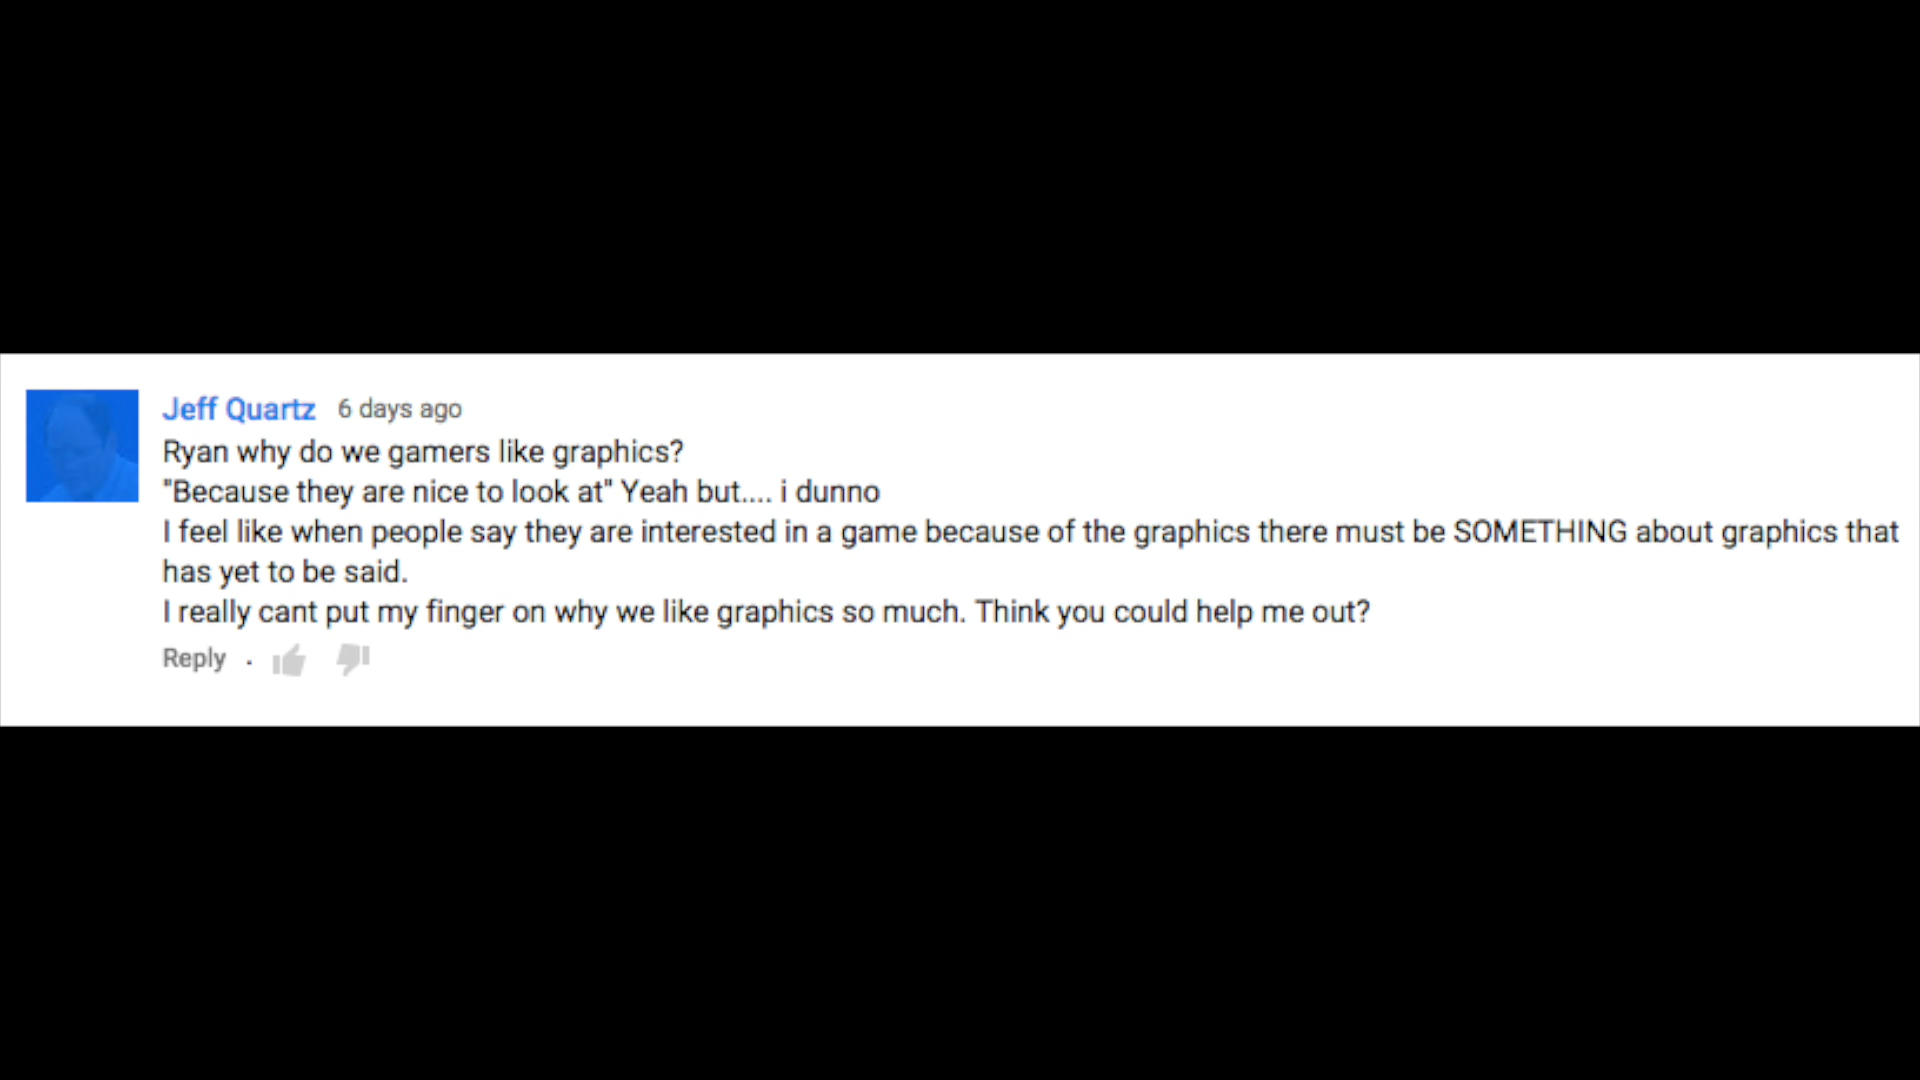 Jeff Quartz 6 days ago
Ryan why do we gamers like graphics?
"Because they are nice to look at" Yeah but.... i dunno
I feel like when people say they are interested in a game because of the graphics there must be SOMETHING about graphics that
has yet to be said.
I really cant put my finger on why we like graphics so much. Think you could help me out?
Reply .